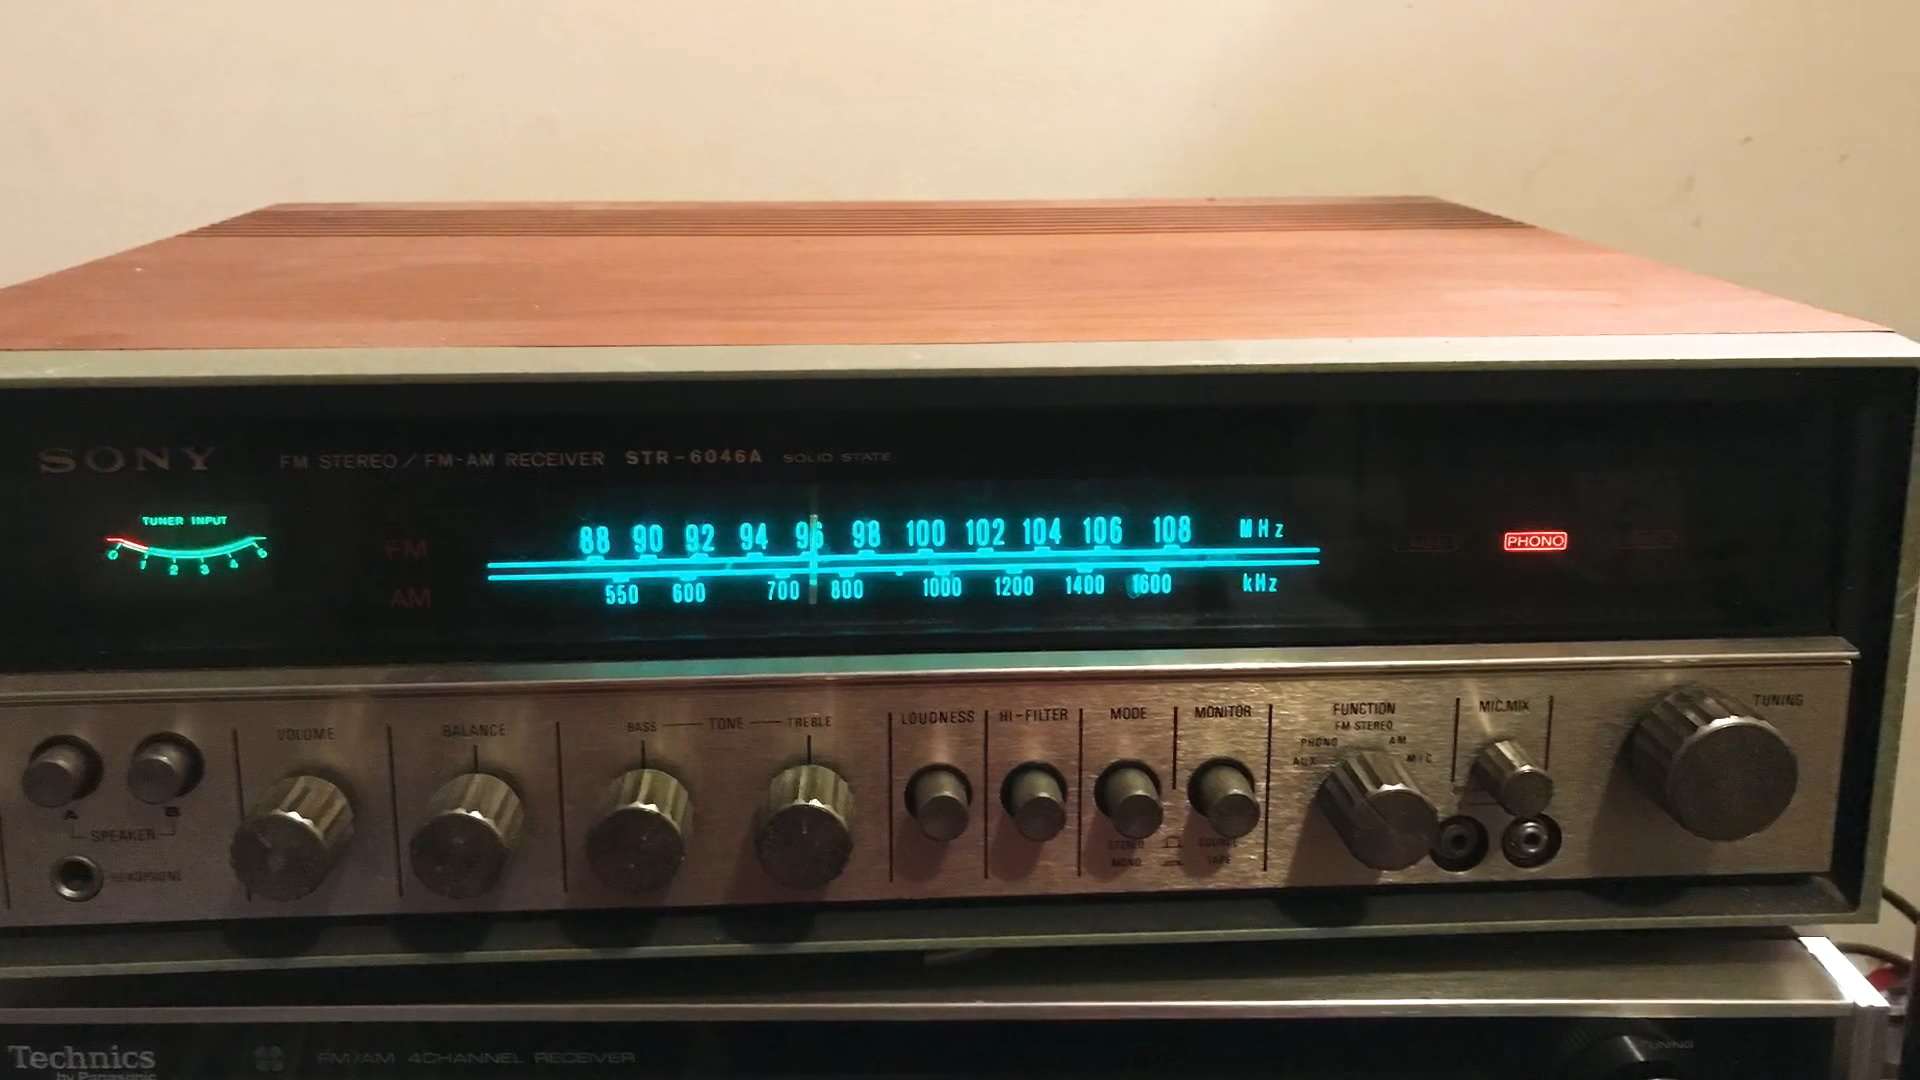 SONY FM STEREO / FM-AM RECEIVER STR-6046A SOLID STATE
TUNER INPUT
0 1 2 3 4 5
FM 88 90 92 94 96 98 100 102 104 106 108 MHz
AM 550 600 700 800 1000 1200 1400 1600 kHz
PHONO
VOLUME
BALANCE
BASS TONE TREBLE
LOUDNESS
HI-FILTER
MODE
MONITOR
FUNCTION
FM STEREO
PHONO AM
AUX MIC
MIC.MIX
TUNING
A B
SPEAKER
HEADPHONE
STEREO
MONO
SOURCE
TAPE
Technics
by Panasonic
FM/AM 4CHANNEL RECEIVER
TUNING